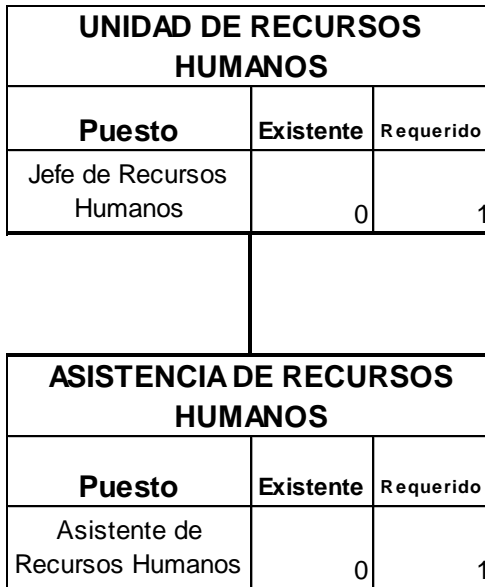 UNIDAD DE RECURSOS
HUMANOS
Puesto Existente Requerido
Jefe de Recursos
Humanos 0 1
ASISTENCIA DE RECURSOS
HUMANOS
Puesto Existente Requerido
Asistente de
Recursos Humanos 0 1